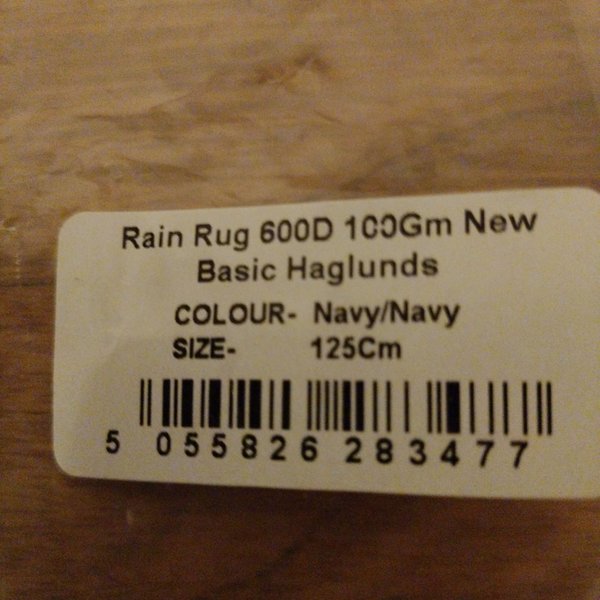 Rain Rug 600D 100Gm New
Basic Haglunds
COLOUR- Navy/Navy
SIZE- 125Cm
5 055826 283477